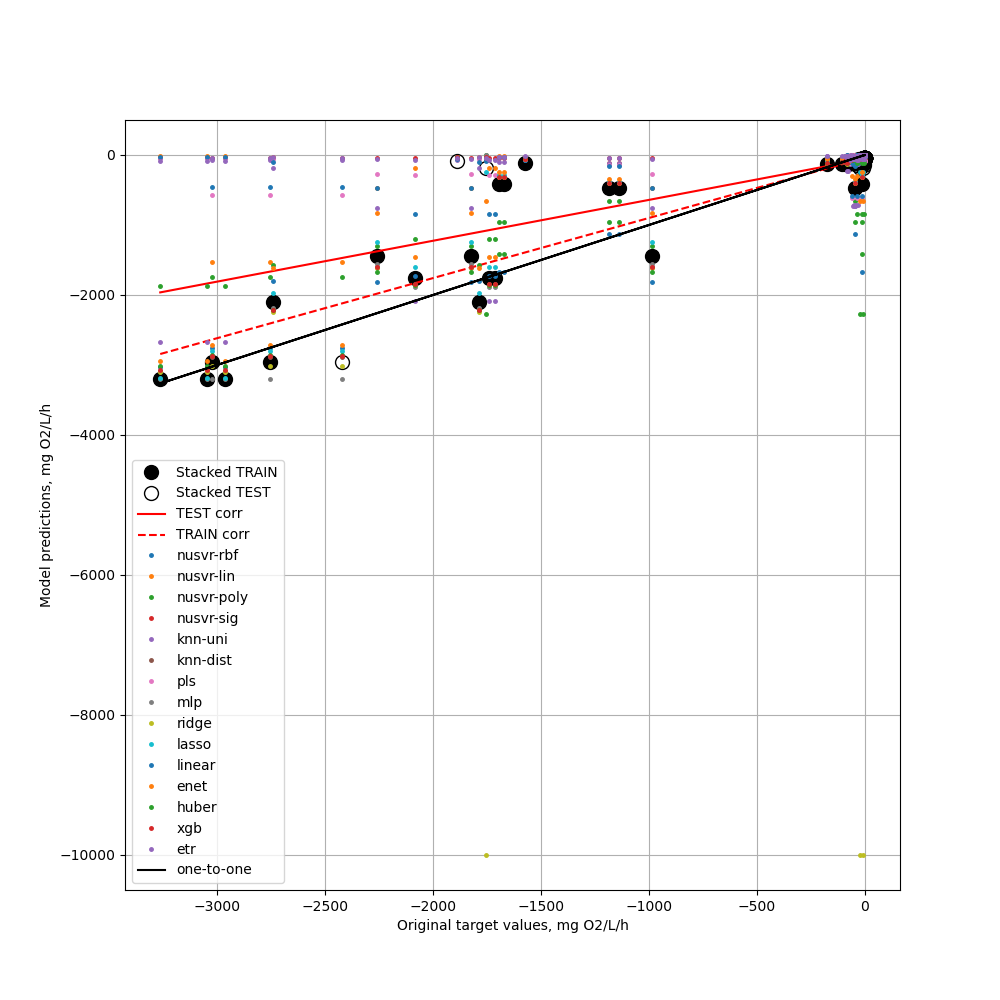 0
−2000
−4000
−6000
−8000
−10000
Model predictions, mg O2/L/h
Stacked TRAIN
Stacked TEST
TEST corr
TRAIN corr
nusvr-rbf
nusvr-lin
nusvr-poly
nusvr-sig
knn-uni
knn-dist
pls
mlp
ridge
lasso
linear
enet
huber
xgb
etr
one-to-one
−3000 −2500 −2000 −1500 −1000 −500 0
Original target values, mg O2/L/h